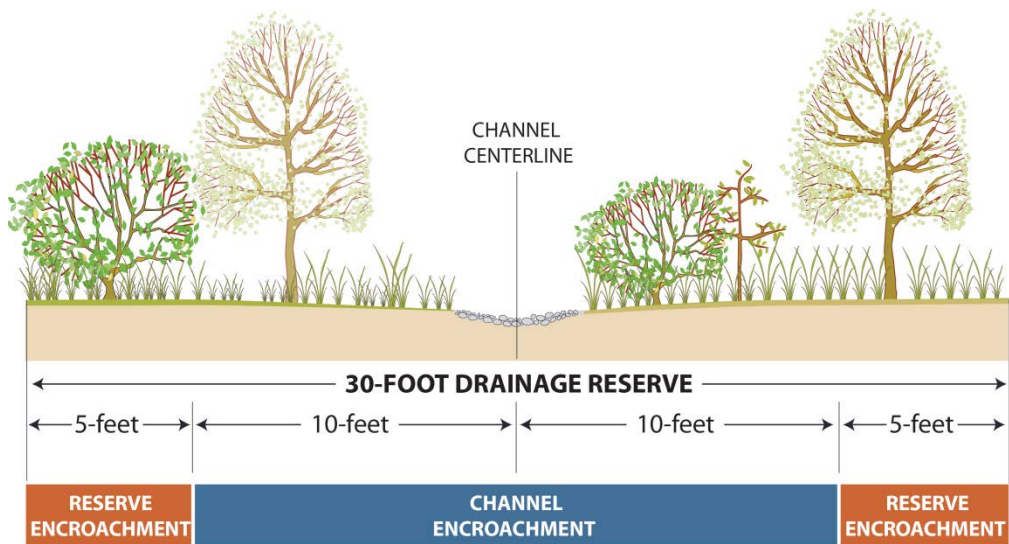 CHANNEL
CENTERLINE
30-FOOT DRAINAGE RESERVE
5-feet
10-feet
10-feet
5-feet
RESERVE
ENCROACHMENT
CHANNEL
ENCROACHMENT
RESERVE
ENCROACHMENT